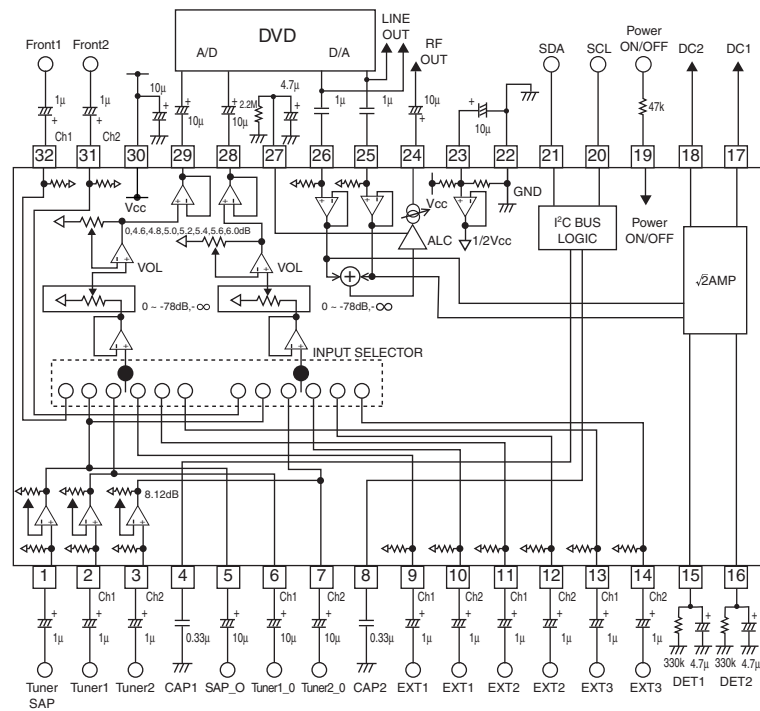 LINE
OUT
DVD
A/D
D/A
RF
OUT
Front1
Front2
SDA
SCL
Power
ON/OFF
DC2
DC1
1μ
+
Ch1
1μ
+
Ch2
10μ
+
10μ
+
10μ
+
2.2M
4.7μ
+
1μ
1μ
10μ
+
+
10μ
47k
32
31
30
29
28
27
26
25
24
23
22
21
20
19
18
17
Vcc
Vcc
GND
1/2Vcc
ALC
I²C BUS
LOGIC
Power
ON/OFF
√2AMP
0,4.6,4.8,5.0,5.2,5.4,5.6,6.0dB
VOL
VOL
0 ~ -78dB,-∞
0 ~ -78dB,-∞
INPUT SELECTOR
8.12dB
1
2
3
4
5
6
7
8
9
10
11
12
13
14
15
16
+
1μ
Ch1
+
1μ
Ch2
+
1μ
0.33μ
+
10μ
Ch1
+
10μ
Ch2
+
10μ
0.33μ
Ch1
+
1μ
Ch2
+
1μ
Ch1
+
1μ
Ch2
+
1μ
Ch1
+
1μ
Ch2
+
1μ
330k
+
4.7μ
330k
+
4.7μ
Tuner
SAP
Tuner1
Tuner2
CAP1
SAP_O
Tuner1_0
Tuner2_0
CAP2
EXT1
EXT1
EXT2
EXT2
EXT3
EXT3
DET1
DET2